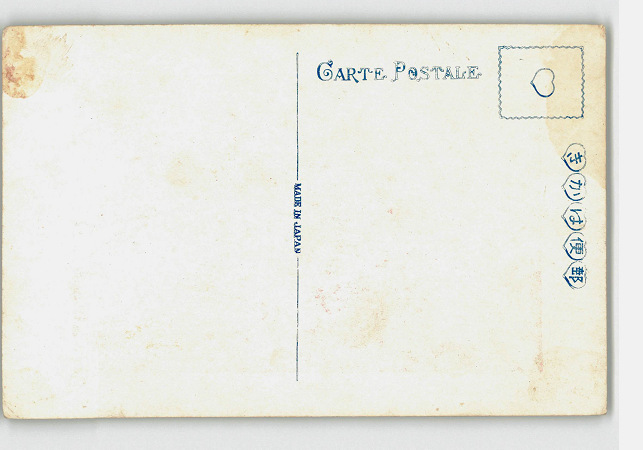 CARTE POSTALE
MADE IN JAPAN
きかは便郵